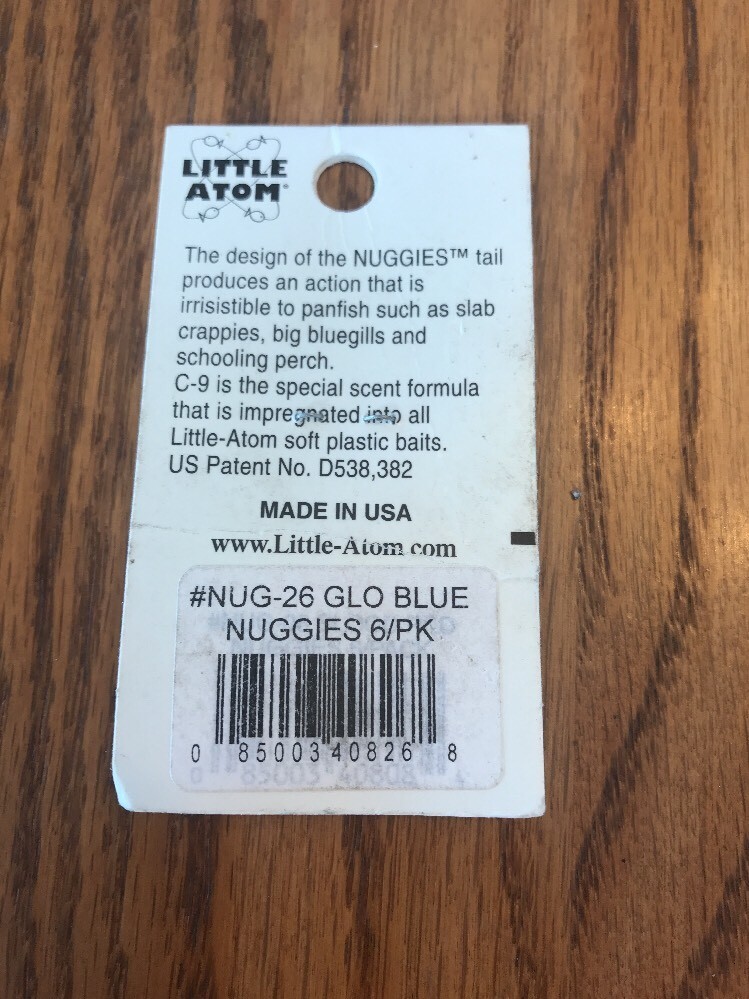 LITTLE
ATOM®
The design of the NUGGIES™ tail
produces an action that is
irrisistible to panfish such as slab
crappies, big bluegills and
schooling perch.
C-9 is the special scent formula
that is impregnated into all
Little-Atom soft plastic baits.
US Patent No. D538,382
MADE IN USA
www.Little-Atom.com
#NUG-26 GLO BLUE
NUGGIES 6/PK
0 85003 40826 8